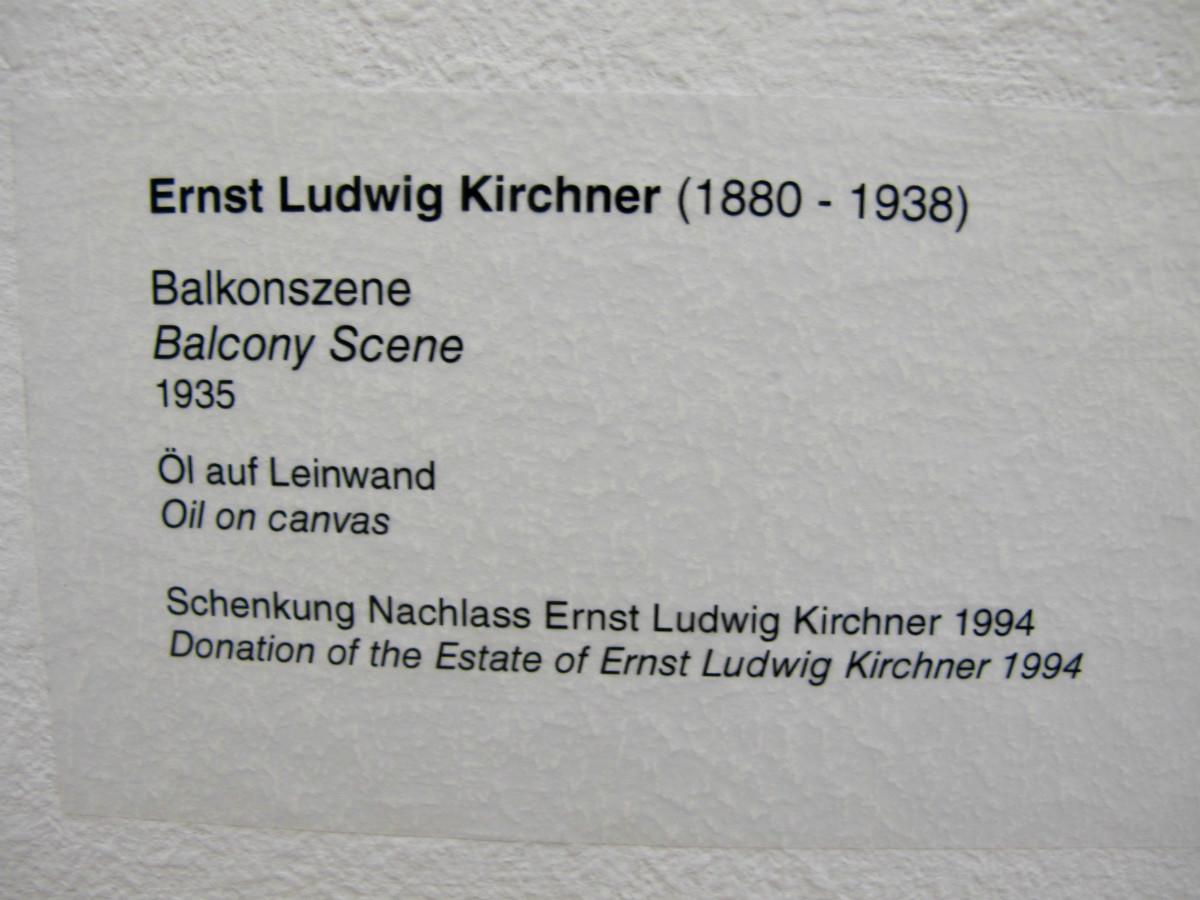 Ernst Ludwig Kirchner (1880 - 1938)
Balkonszene
Balcony Scene
1935
Öl auf Leinwand
Oil on canvas
Schenkung Nachlass Ernst Ludwig Kirchner 1994
Donation of the Estate of Ernst Ludwig Kirchner 1994